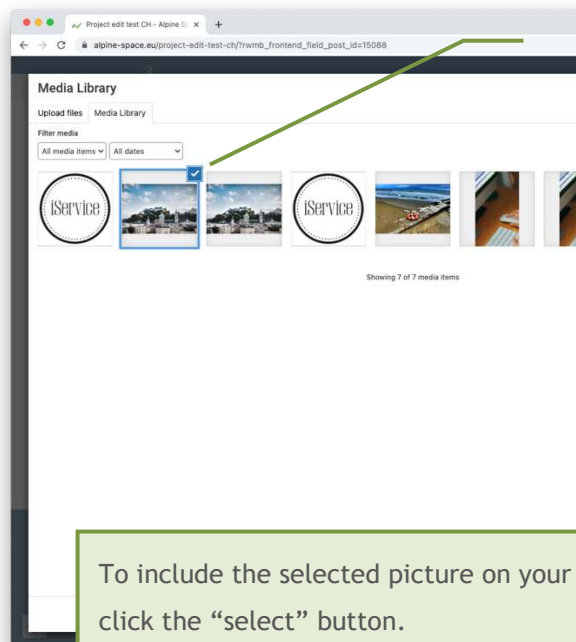 Project edit test CH - Alpine S
alpine-space.eu/project-edit-test-ch/?rwmb_frontend_field_post_id=15088
Media Library
Upload files Media Library
Filter media
All media items All dates
iService iService
Showing 7 of 7 media items
To include the selected picture on your
click the “select” button.